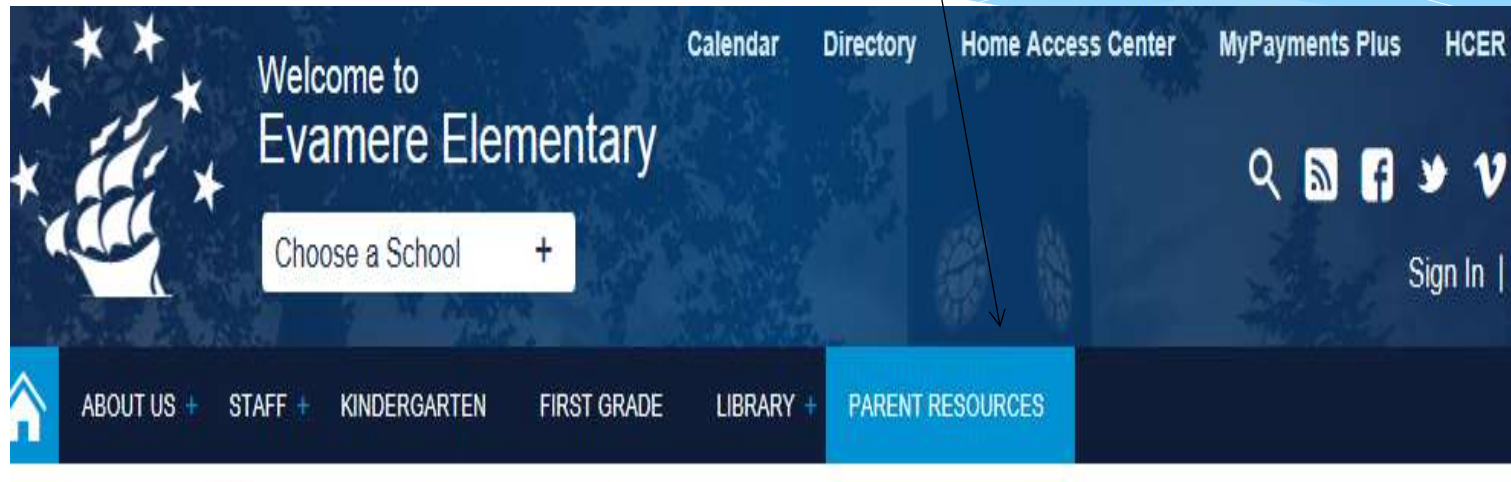 Calendar Directory Home Access Center MyPayments Plus HCER
Welcome to
Evamere Elementary
Choose a School +
Sign In |
ABOUT US + STAFF + KINDERGARTEN FIRST GRADE LIBRARY + PARENT RESOURCES